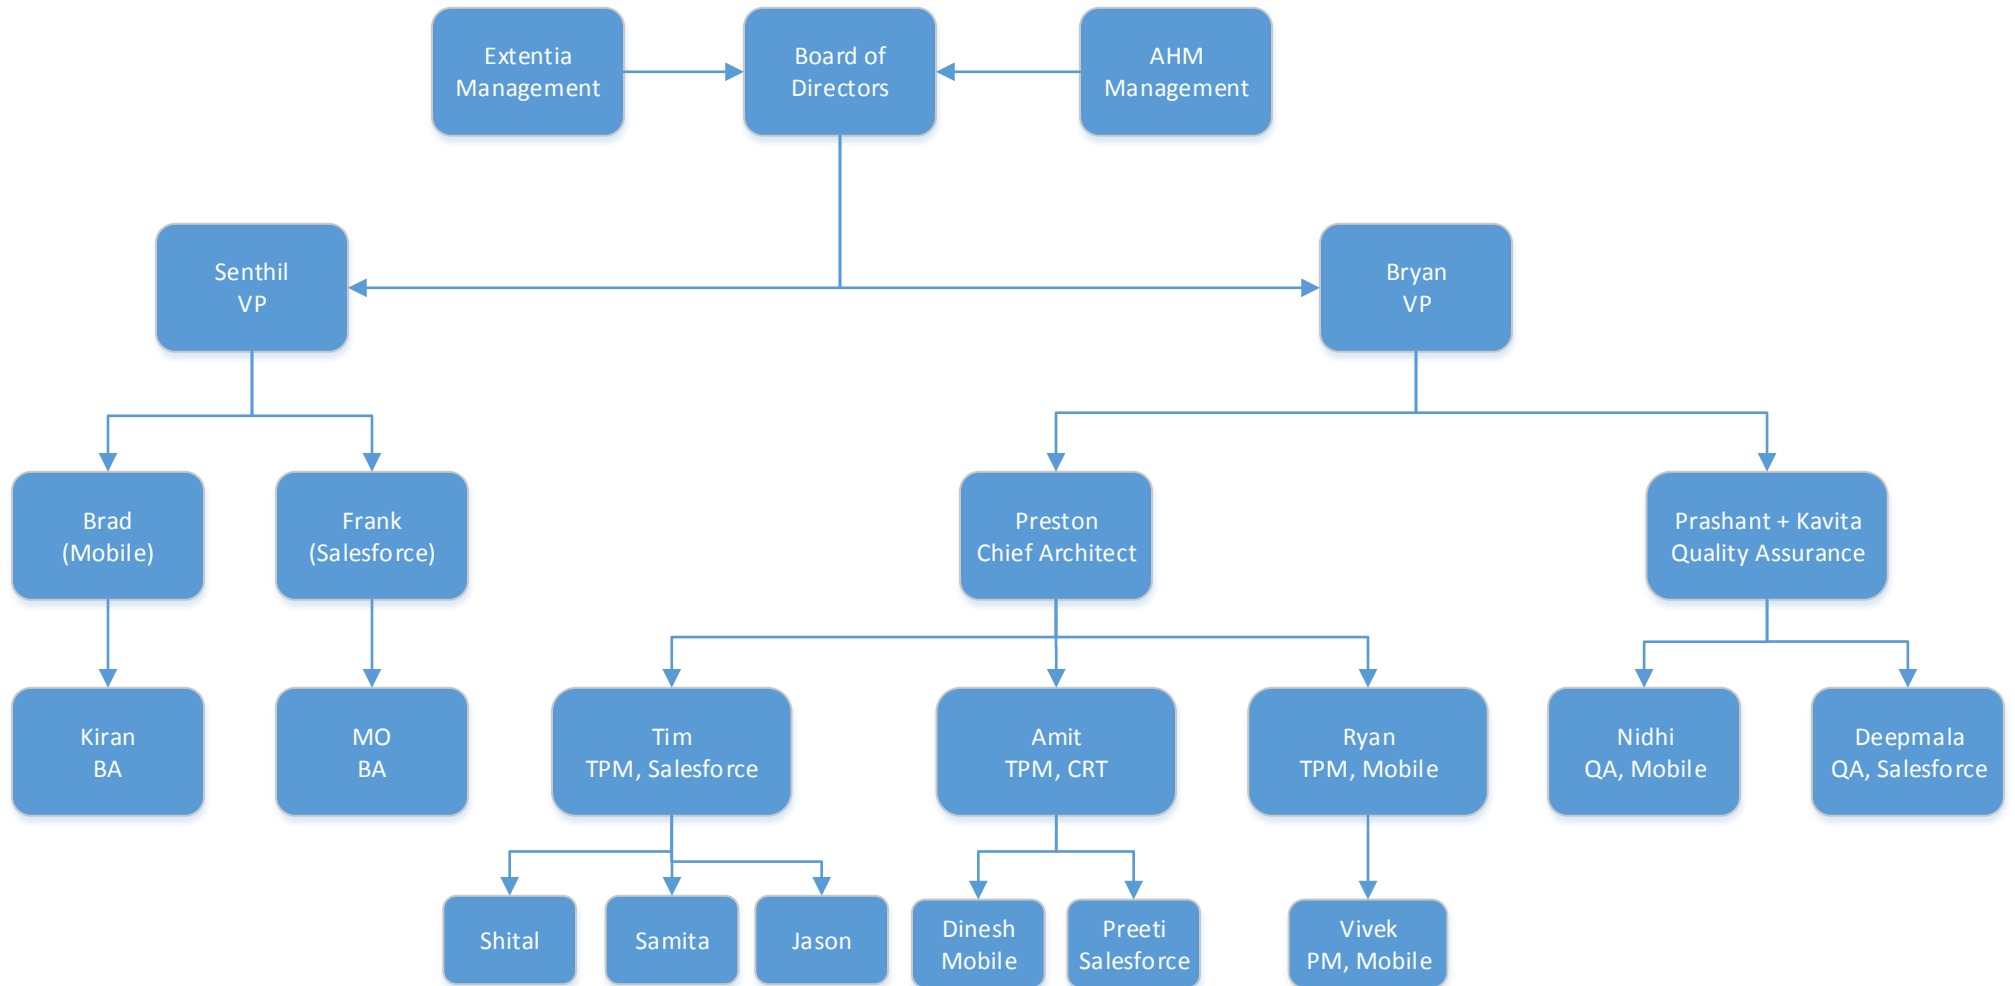 Extentia
Management
Board of
Directors
AHM
Management
Senthil
VP
Bryan
VP
Brad
(Mobile)
Frank
(Salesforce)
Preston
Chief Architect
Prashant + Kavita
Quality Assurance
Kiran
BA
MO
BA
Tim
TPM, Salesforce
Amit
TPM, CRT
Ryan
TPM, Mobile
Nidhi
QA, Mobile
Deepmala
QA, Salesforce
Shital
Samita
Jason
Dinesh
Mobile
Preeti
Salesforce
Vivek
PM, Mobile